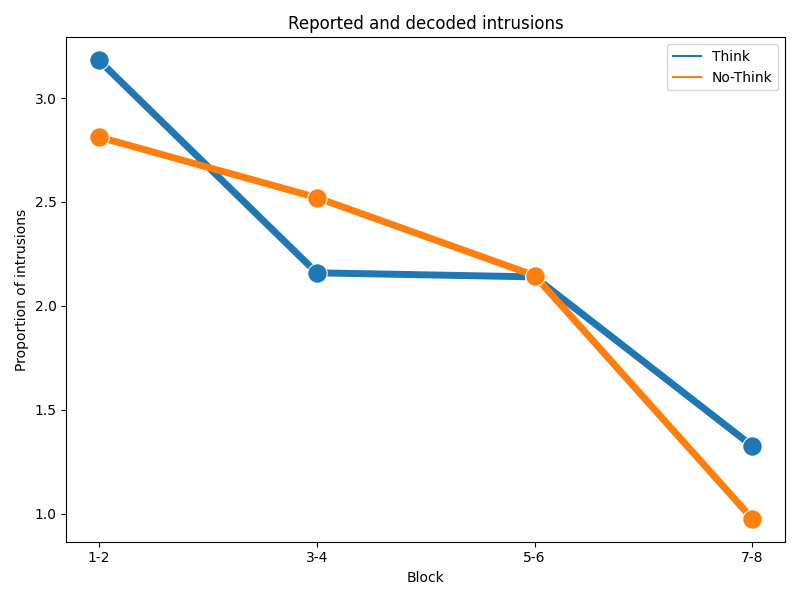 Reported and decoded intrusions
Think
No-Think
Proportion of intrusions
3.0
2.5
2.0
1.5
1.0
1-2
3-4
5-6
7-8
Block